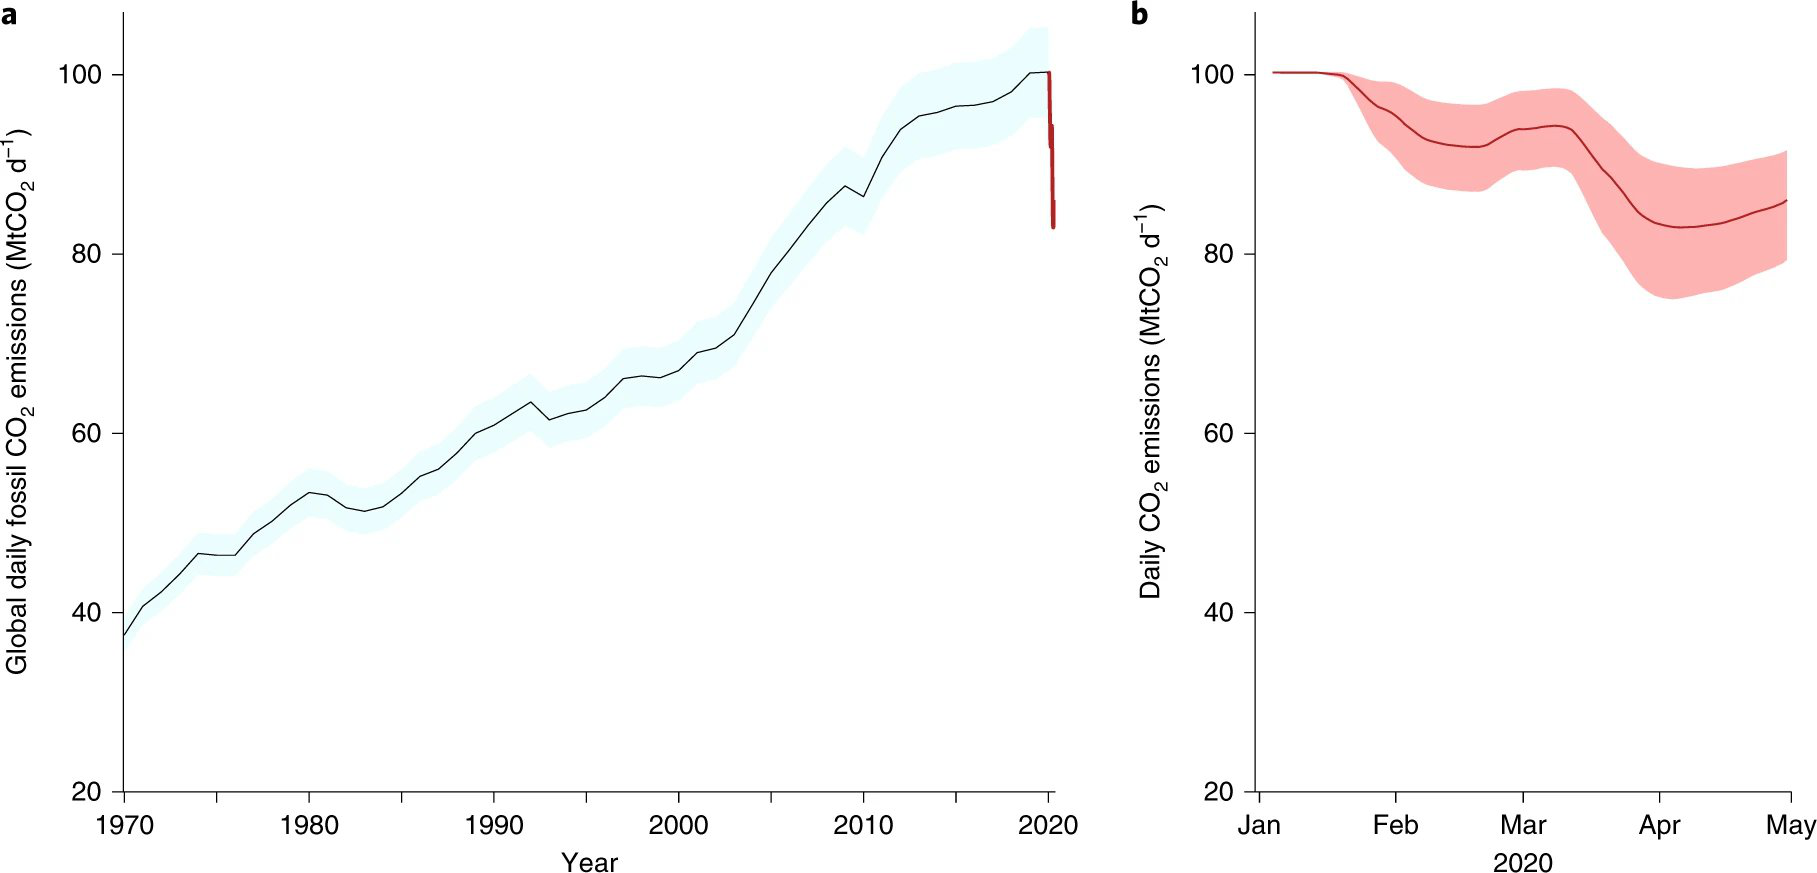 a
Global daily fossil CO2 emissions (MtCO2 d−1)
100
80
60
40
20
1970
1980
1990
2000
2010
2020
Year
b
Daily CO2 emissions (MtCO2 d−1)
100
80
60
40
20
Jan
Feb
Mar
Apr
May
2020